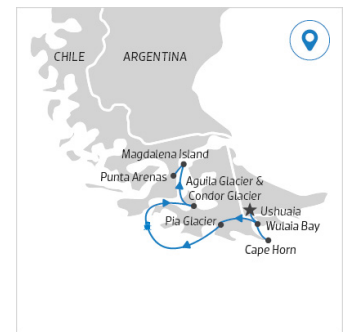 CHILE ARGENTINA
Magdalena Island
Punta Arenas
Aguila Glacier &
Condor Glacier
Ushuaia
Pia Glacier
Wulaia Bay
Cape Horn